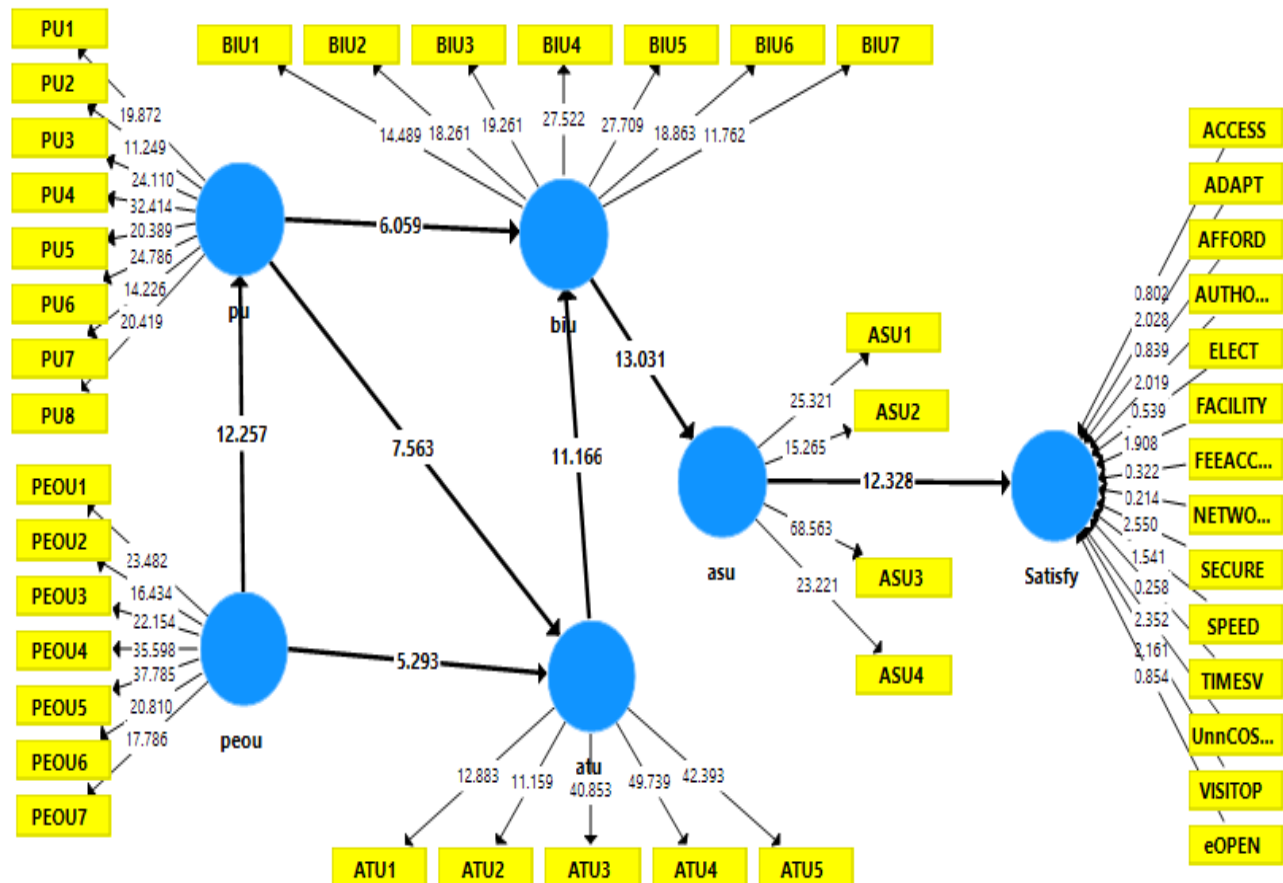 PU1
PU2
PU3
PU4
PU5
PU6
PU7
PU8
19.872
11.249
24.110
32.414
20.389
24.786
14.226
20.419
pu
BIU1
BIU2
BIU3
BIU4
BIU5
BIU6
BIU7
14.489
18.261
19.261
27.522
27.709
18.863
11.762
biu
6.059
12.257
7.563
11.166
13.031
5.293
12.328
PEOU1
PEOU2
PEOU3
PEOU4
PEOU5
PEOU6
PEOU7
23.482
16.434
22.154
35.598
37.785
20.810
17.786
peou
atu
12.883
11.159
40.853
49.739
42.393
ATU1
ATU2
ATU3
ATU4
ATU5
asu
25.321
15.265
68.563
23.221
ASU1
ASU2
ASU3
ASU4
Satisfy
0.802
2.028
0.839
2.019
0.539
1.908
0.322
0.214
2.550
1.541
0.258
2.352
2.161
0.854
ACCESS
ADAPT
AFFORD
AUTHO...
ELECT
FACILITY
FEEACC...
NETWO...
SECURE
SPEED
TIMESV
UnnCOS...
VISITOP
eOPEN